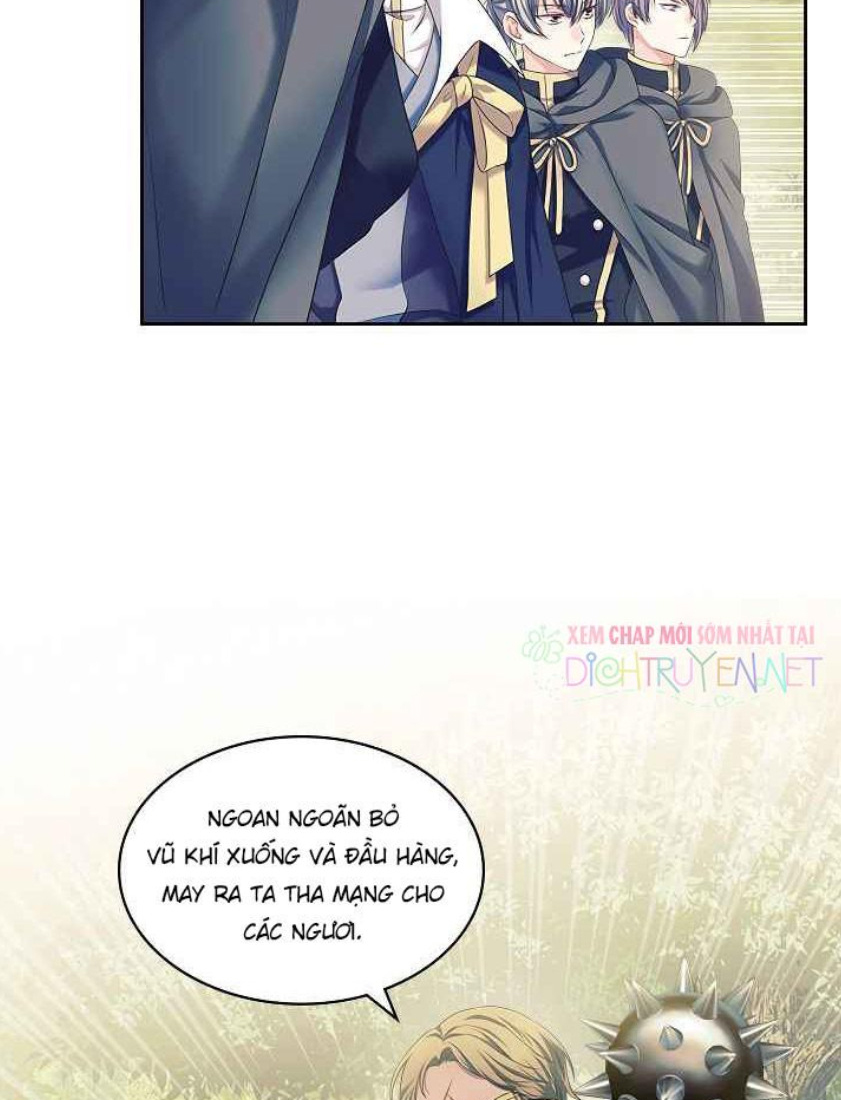 XEM CHAP MỚI SỚM NHẤT TẠI
DICHTRUYEN.NET
NGOAN NGOÃN BỎ
VŨ KHÍ XUỐNG VÀ ĐẦU HÀNG,
MAY RA TA THA MẠNG CHO
CÁC NGƯƠI.